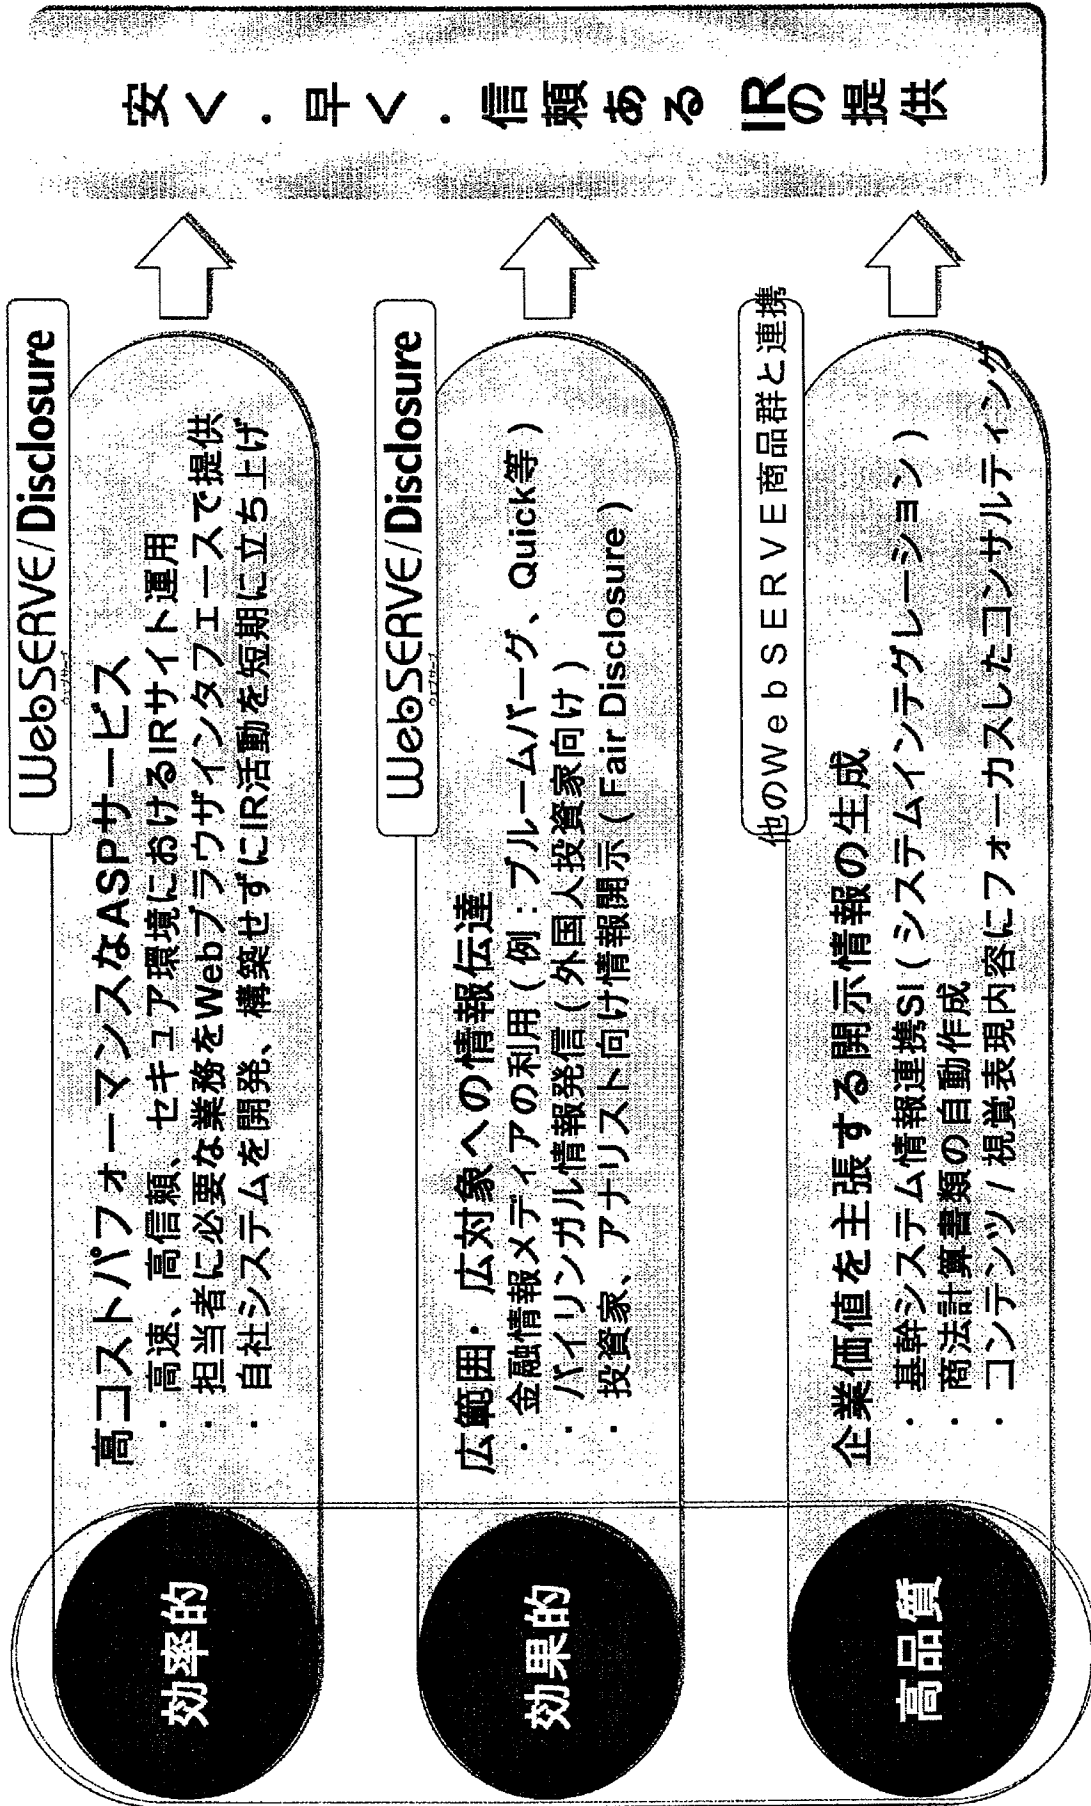 効率的
WebSERVE/Disclosure
ウェブサーブ
高コストパフォーマンスなASPサービス
・ 高速、高信頼、セキュア環境におけるIRサイト運用
・ 担当者に必要な業務をWebブラウザインタフェースで提供
・ 自社システムを開発、構築せずにIR活動を短期に立ち上げ
効果的
WebSERVE/Disclosure
ウェブサーブ
広範囲・広対象への情報伝達
・ 金融情報メディアの利用(例:ブルームバーグ、Quick等)
・ バイリンガル情報発信(外国人投資家向け)
・ 投資家、アナリスト向け情報開示(Fair Disclosure)
高品質
他のWebSERVE商品群と連携
企業価値を主張する開示情報の生成
・ 基幹システム情報連携SI(システムインテグレーション)
・ 商法計算書類の自動作成
・ コンテンツ/視覚表現内容にフォーカスしたコンサルティング
安く・早く・信頼あるIRの提供